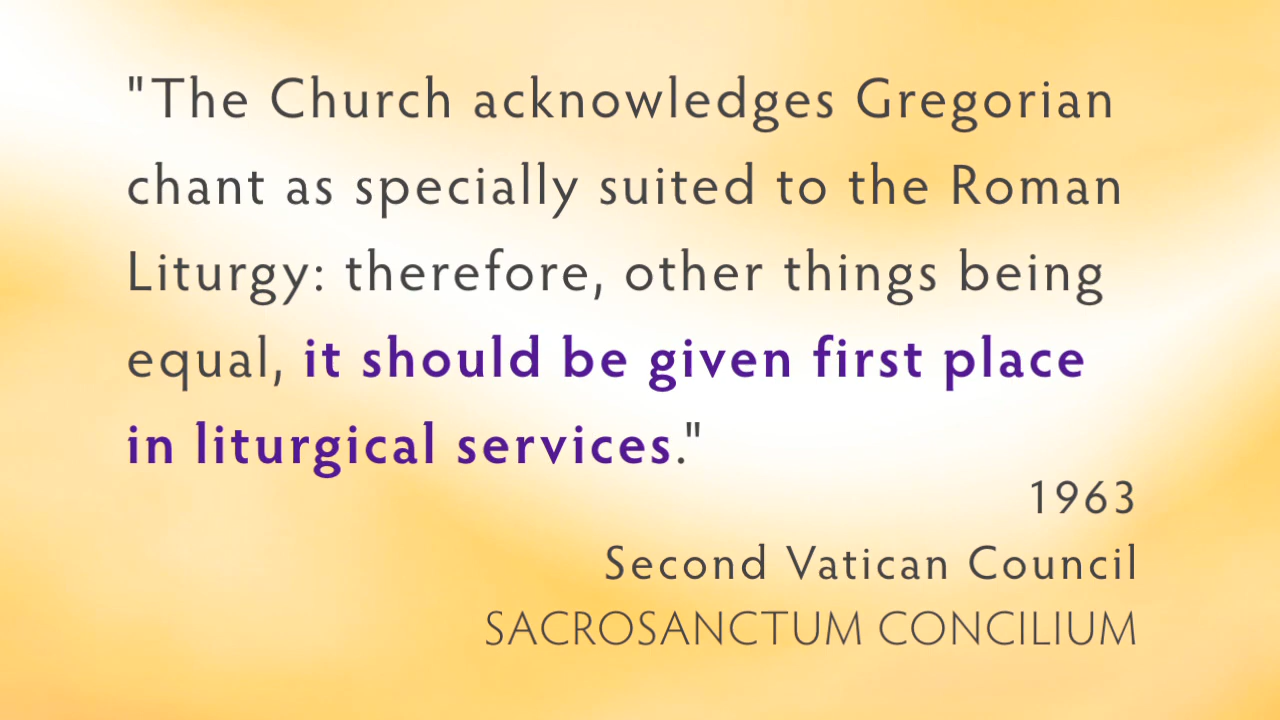 "The Church acknowledges Gregorian
chant as specially suited to the Roman
Liturgy: therefore, other things being
equal, it should be given first place
in liturgical services."
1963
Second Vatican Council
SACROSANCTUM CONCILIUM